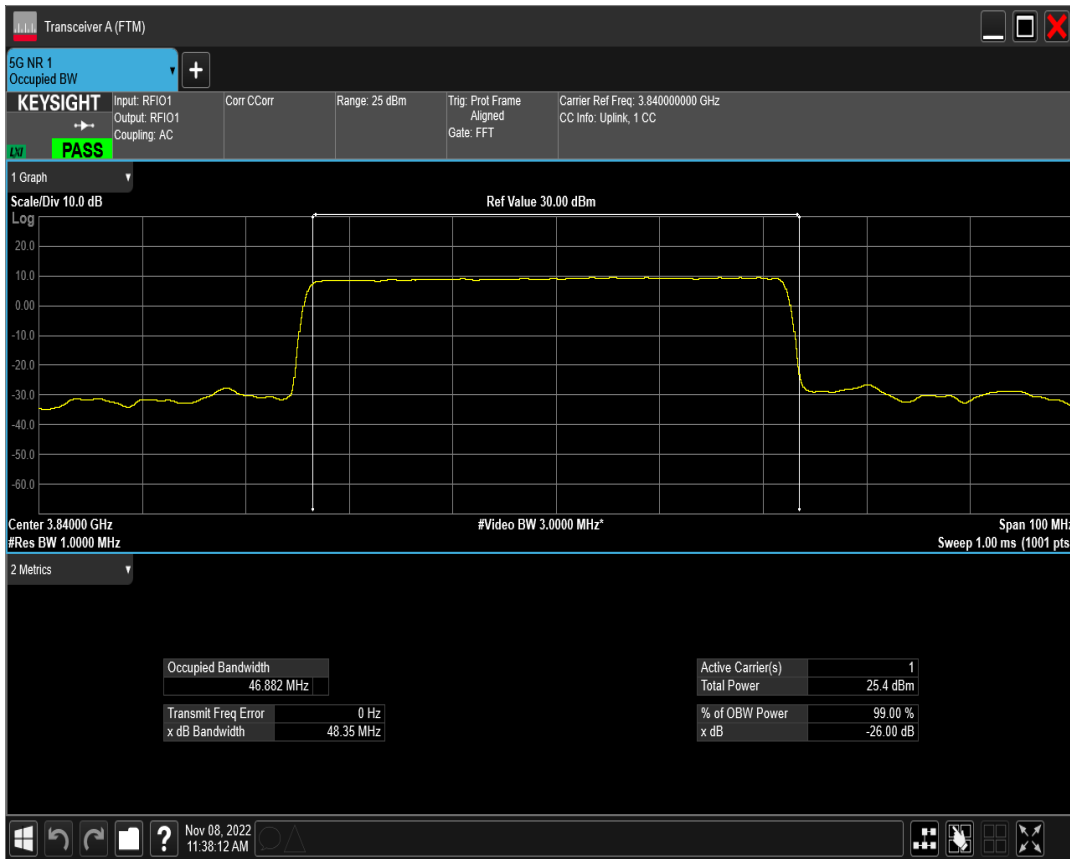 Transceiver A (FTM)
5G NR 1
Occupied BW
+
KEYSIGHT
Input: RFIO1
Output: RFIO1
Coupling: AC
Corr CCorr
Range: 25 dBm
Trig: Prot Frame
Aligned
Gate: FFT
Carrier Ref Freq: 3.840000000 GHz
CC Info: Uplink, 1 CC
LXI
PASS
1 Graph
Scale/Div 10.0 dB
Ref Value 30.00 dBm
Log
20.0
10.0
0.00
-10.0
-20.0
-30.0
-40.0
-50.0
-60.0
Center 3.84000 GHz
#Video BW 3.0000 MHz*
Span 100 MHz
#Res BW 1.0000 MHz
Sweep 1.00 ms (1001 pts
2 Metrics
Occupied Bandwidth
46.882 MHz
Transmit Freq Error 0 Hz
x dB Bandwidth 48.35 MHz
Active Carrier(s) 1
Total Power 25.4 dBm
% of OBW Power 99.00 %
x dB -26.00 dB
?
Nov 08, 2022
11:38:12 AM